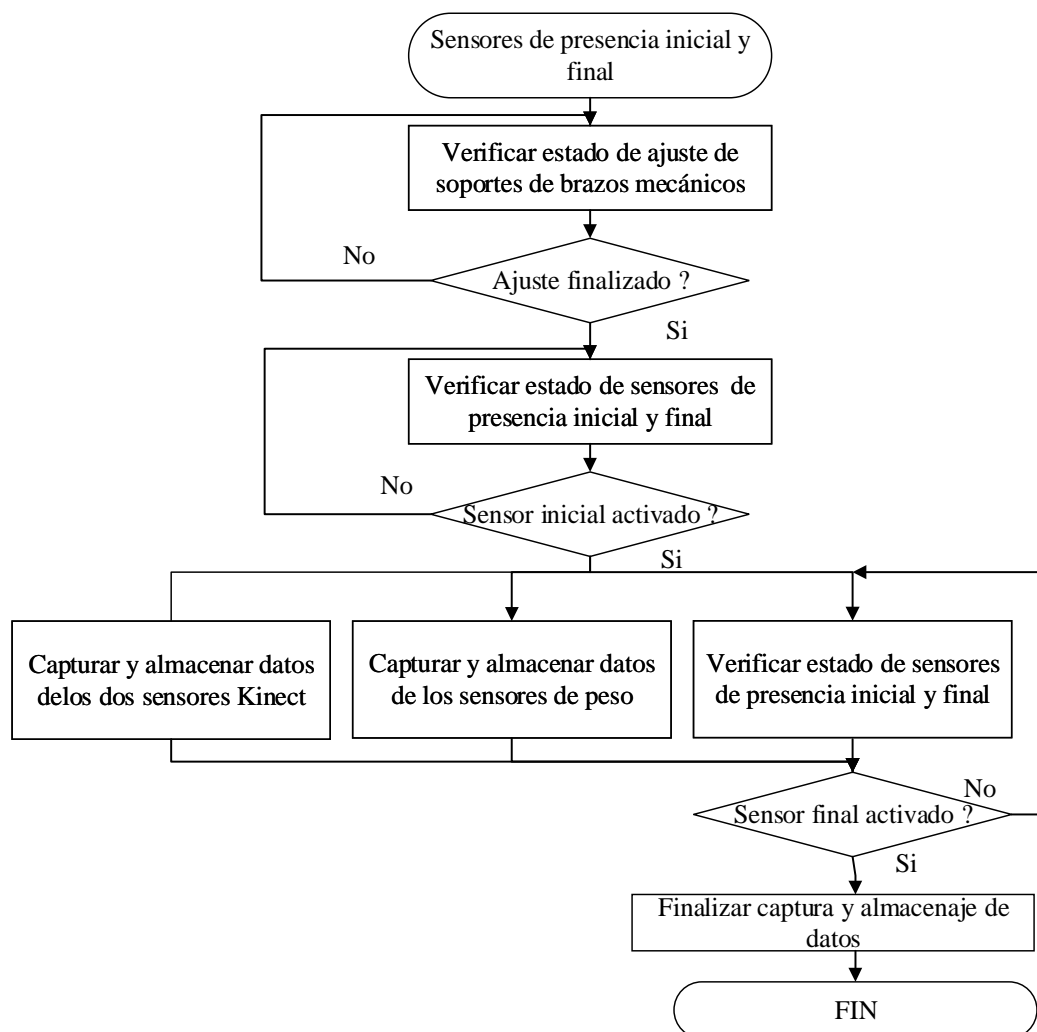 Sensores de presencia inicial y
final
Verificar estado de ajuste de
soportes de brazos mecánicos
No
Ajuste finalizado ?
Si
Verificar estado de sensores de
presencia inicial y final
No
Sensor inicial activado ?
Si
Capturar y almacenar datos
delos dos sensores Kinect
Capturar y almacenar datos
de los sensores de peso
Verificar estado de sensores
de presencia inicial y final
No
Sensor final activado ?
Si
Finalizar captura y almacenaje de
datos
FIN